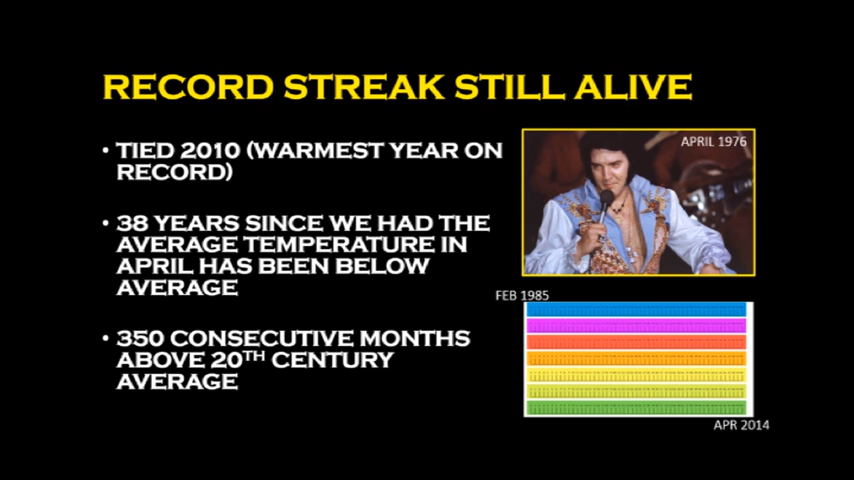 RECORD STREAK STILL ALIVE
• TIED 2010 (WARMEST YEAR ON
RECORD)
• 38 YEARS SINCE WE HAD THE
AVERAGE TEMPERATURE IN
APRIL HAS BEEN BELOW
AVERAGE
• 350 CONSECUTIVE MONTHS
ABOVE 20TH CENTURY
AVERAGE
APRIL 1976
FEB 1985
APR 2014